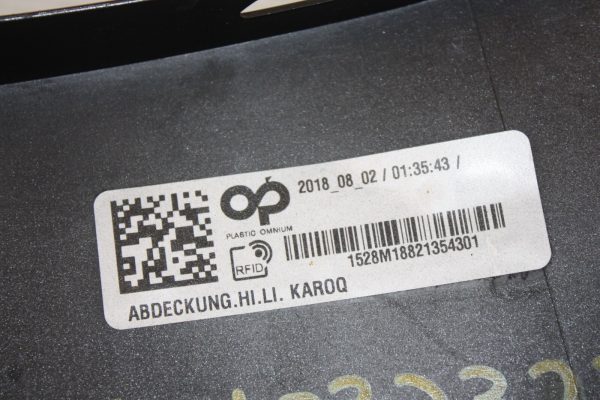 2018_08_02 / 01:35:43 /
PLASTIC OMNIUM
RFID
1528M18821354301
ABDECKUNG.HI.LI. KAROQ